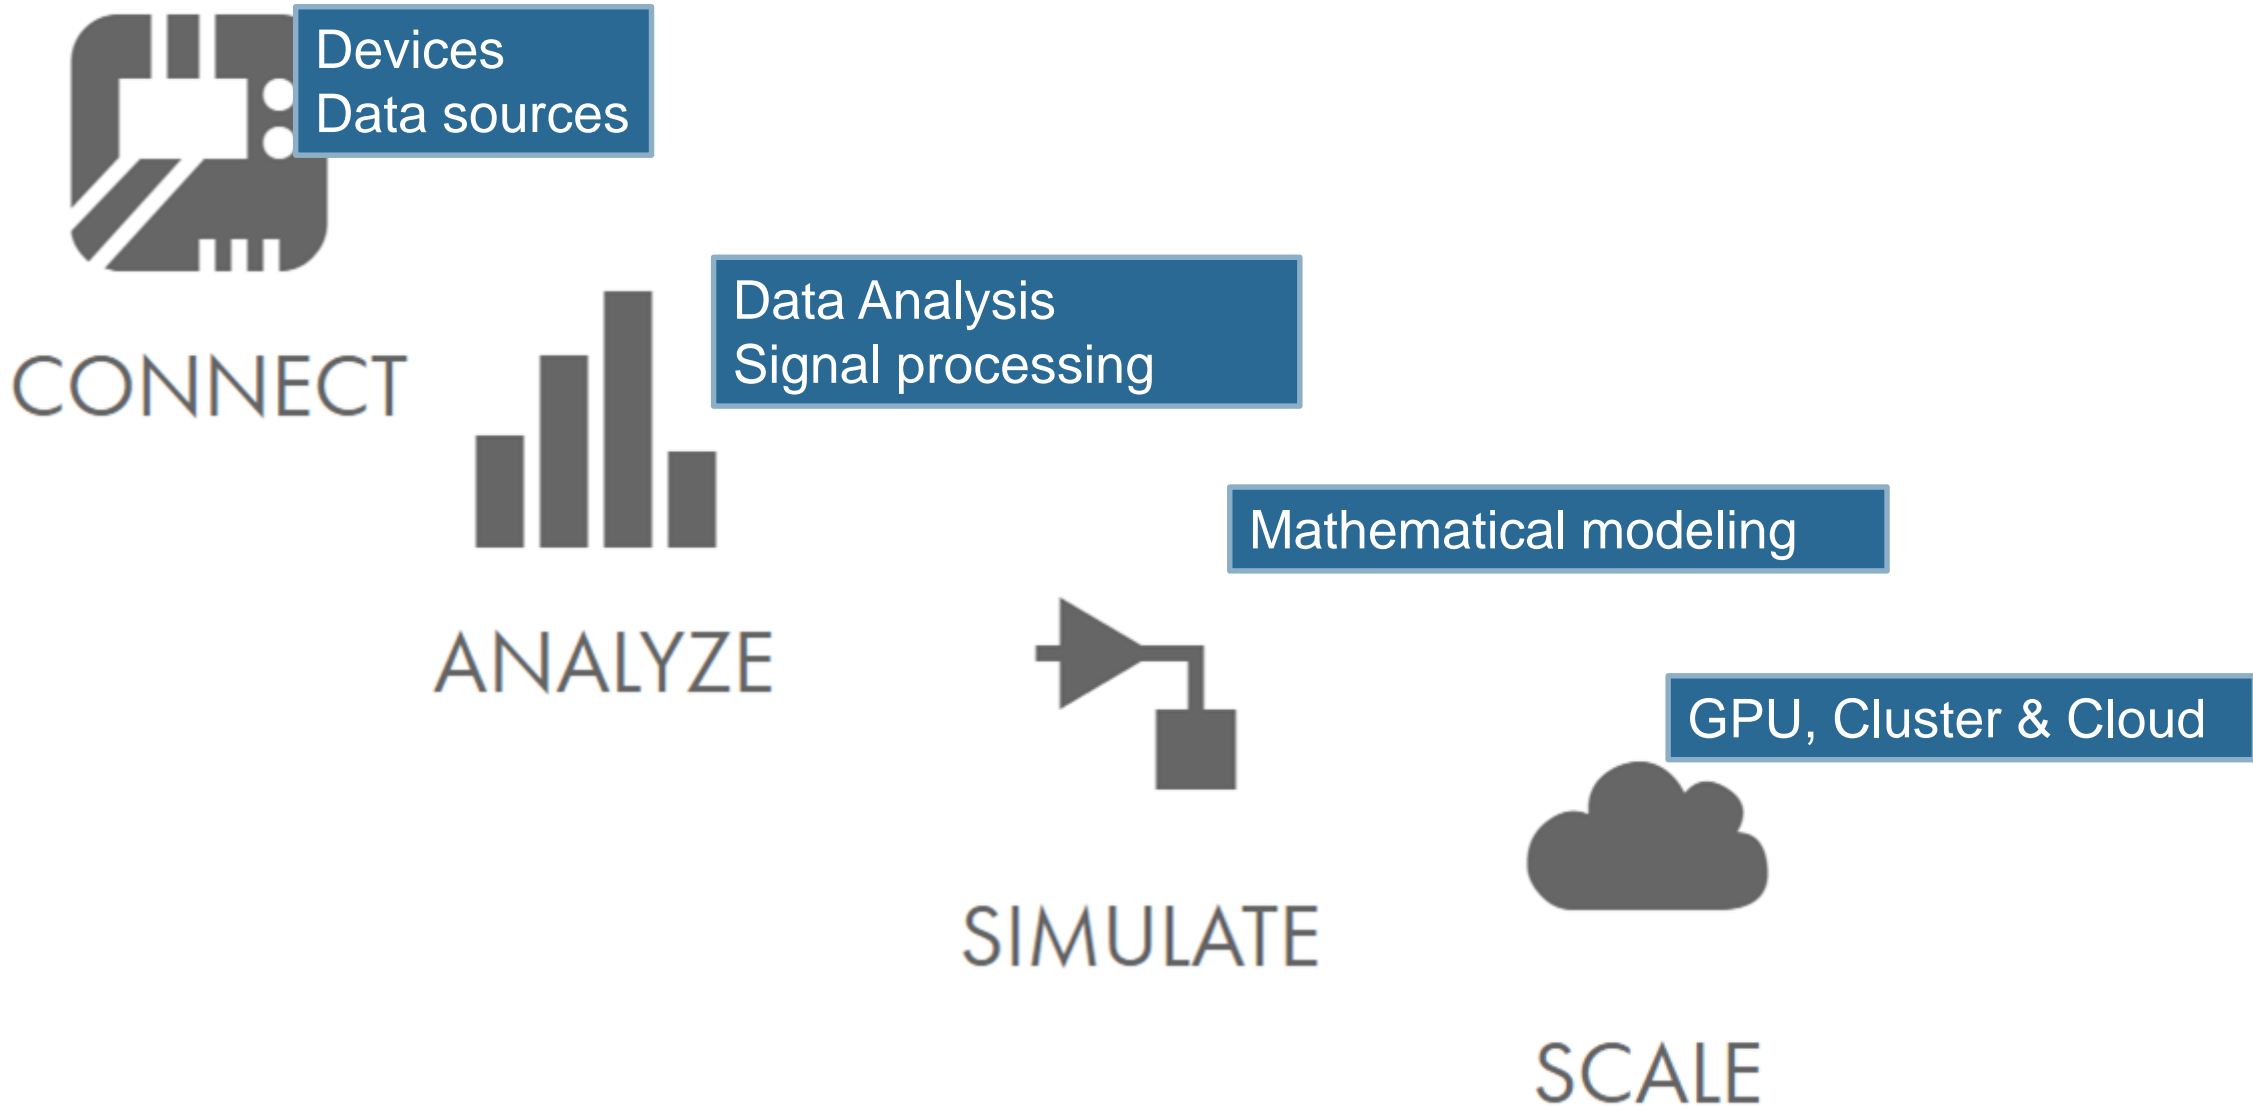 Devices
Data sources
CONNECT
Data Analysis
Signal processing
ANALYZE
Mathematical modeling
SIMULATE
GPU, Cluster & Cloud
SCALE